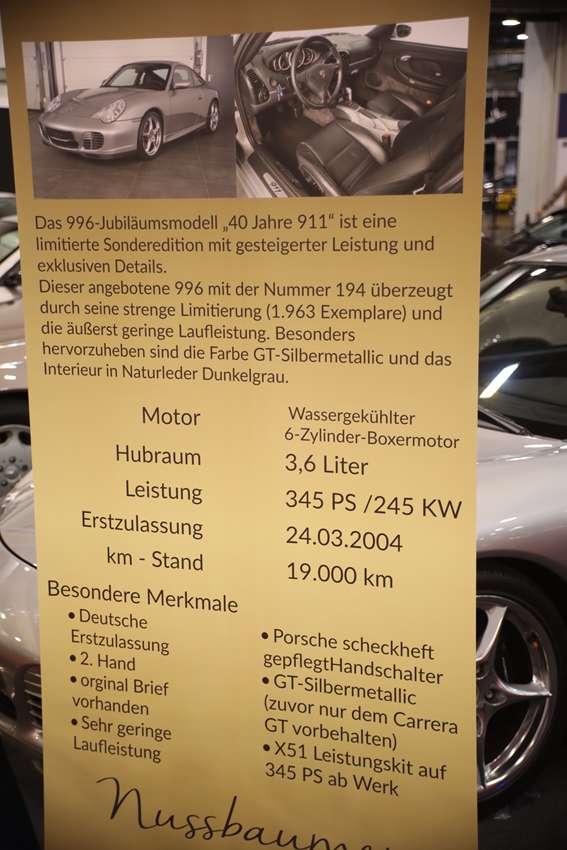 Das 996-Jubiläumsmodell „40 Jahre 911“ ist eine
limitierte Sonderedition mit gesteigerter Leistung und
exklusiven Details.
Dieser angebotene 996 mit der Nummer 194 überzeugt
durch seine strenge Limitierung (1.963 Exemplare) und
die äußerst geringe Laufleistung. Besonders
hervorzuheben sind die Farbe GT-Silbermetallic und das
Interieur in Naturleder Dunkelgrau.
Motor Wassergekühlter
6-Zylinder-Boxermotor
Hubraum 3,6 Liter
Leistung 345 PS /245 KW
Erstzulassung 24.03.2004
km - Stand 19.000 km
Besondere Merkmale
• Deutsche
Erstzulassung
• 2. Hand
• orginal Brief
vorhanden
• Sehr geringe
Laufleistung
• Porsche scheckheft
gepflegtHandschalter
• GT-Silbermetallic
(zuvor nur dem Carrera
GT vorbehalten)
• X51 Leistungskit auf
345 PS ab Werk